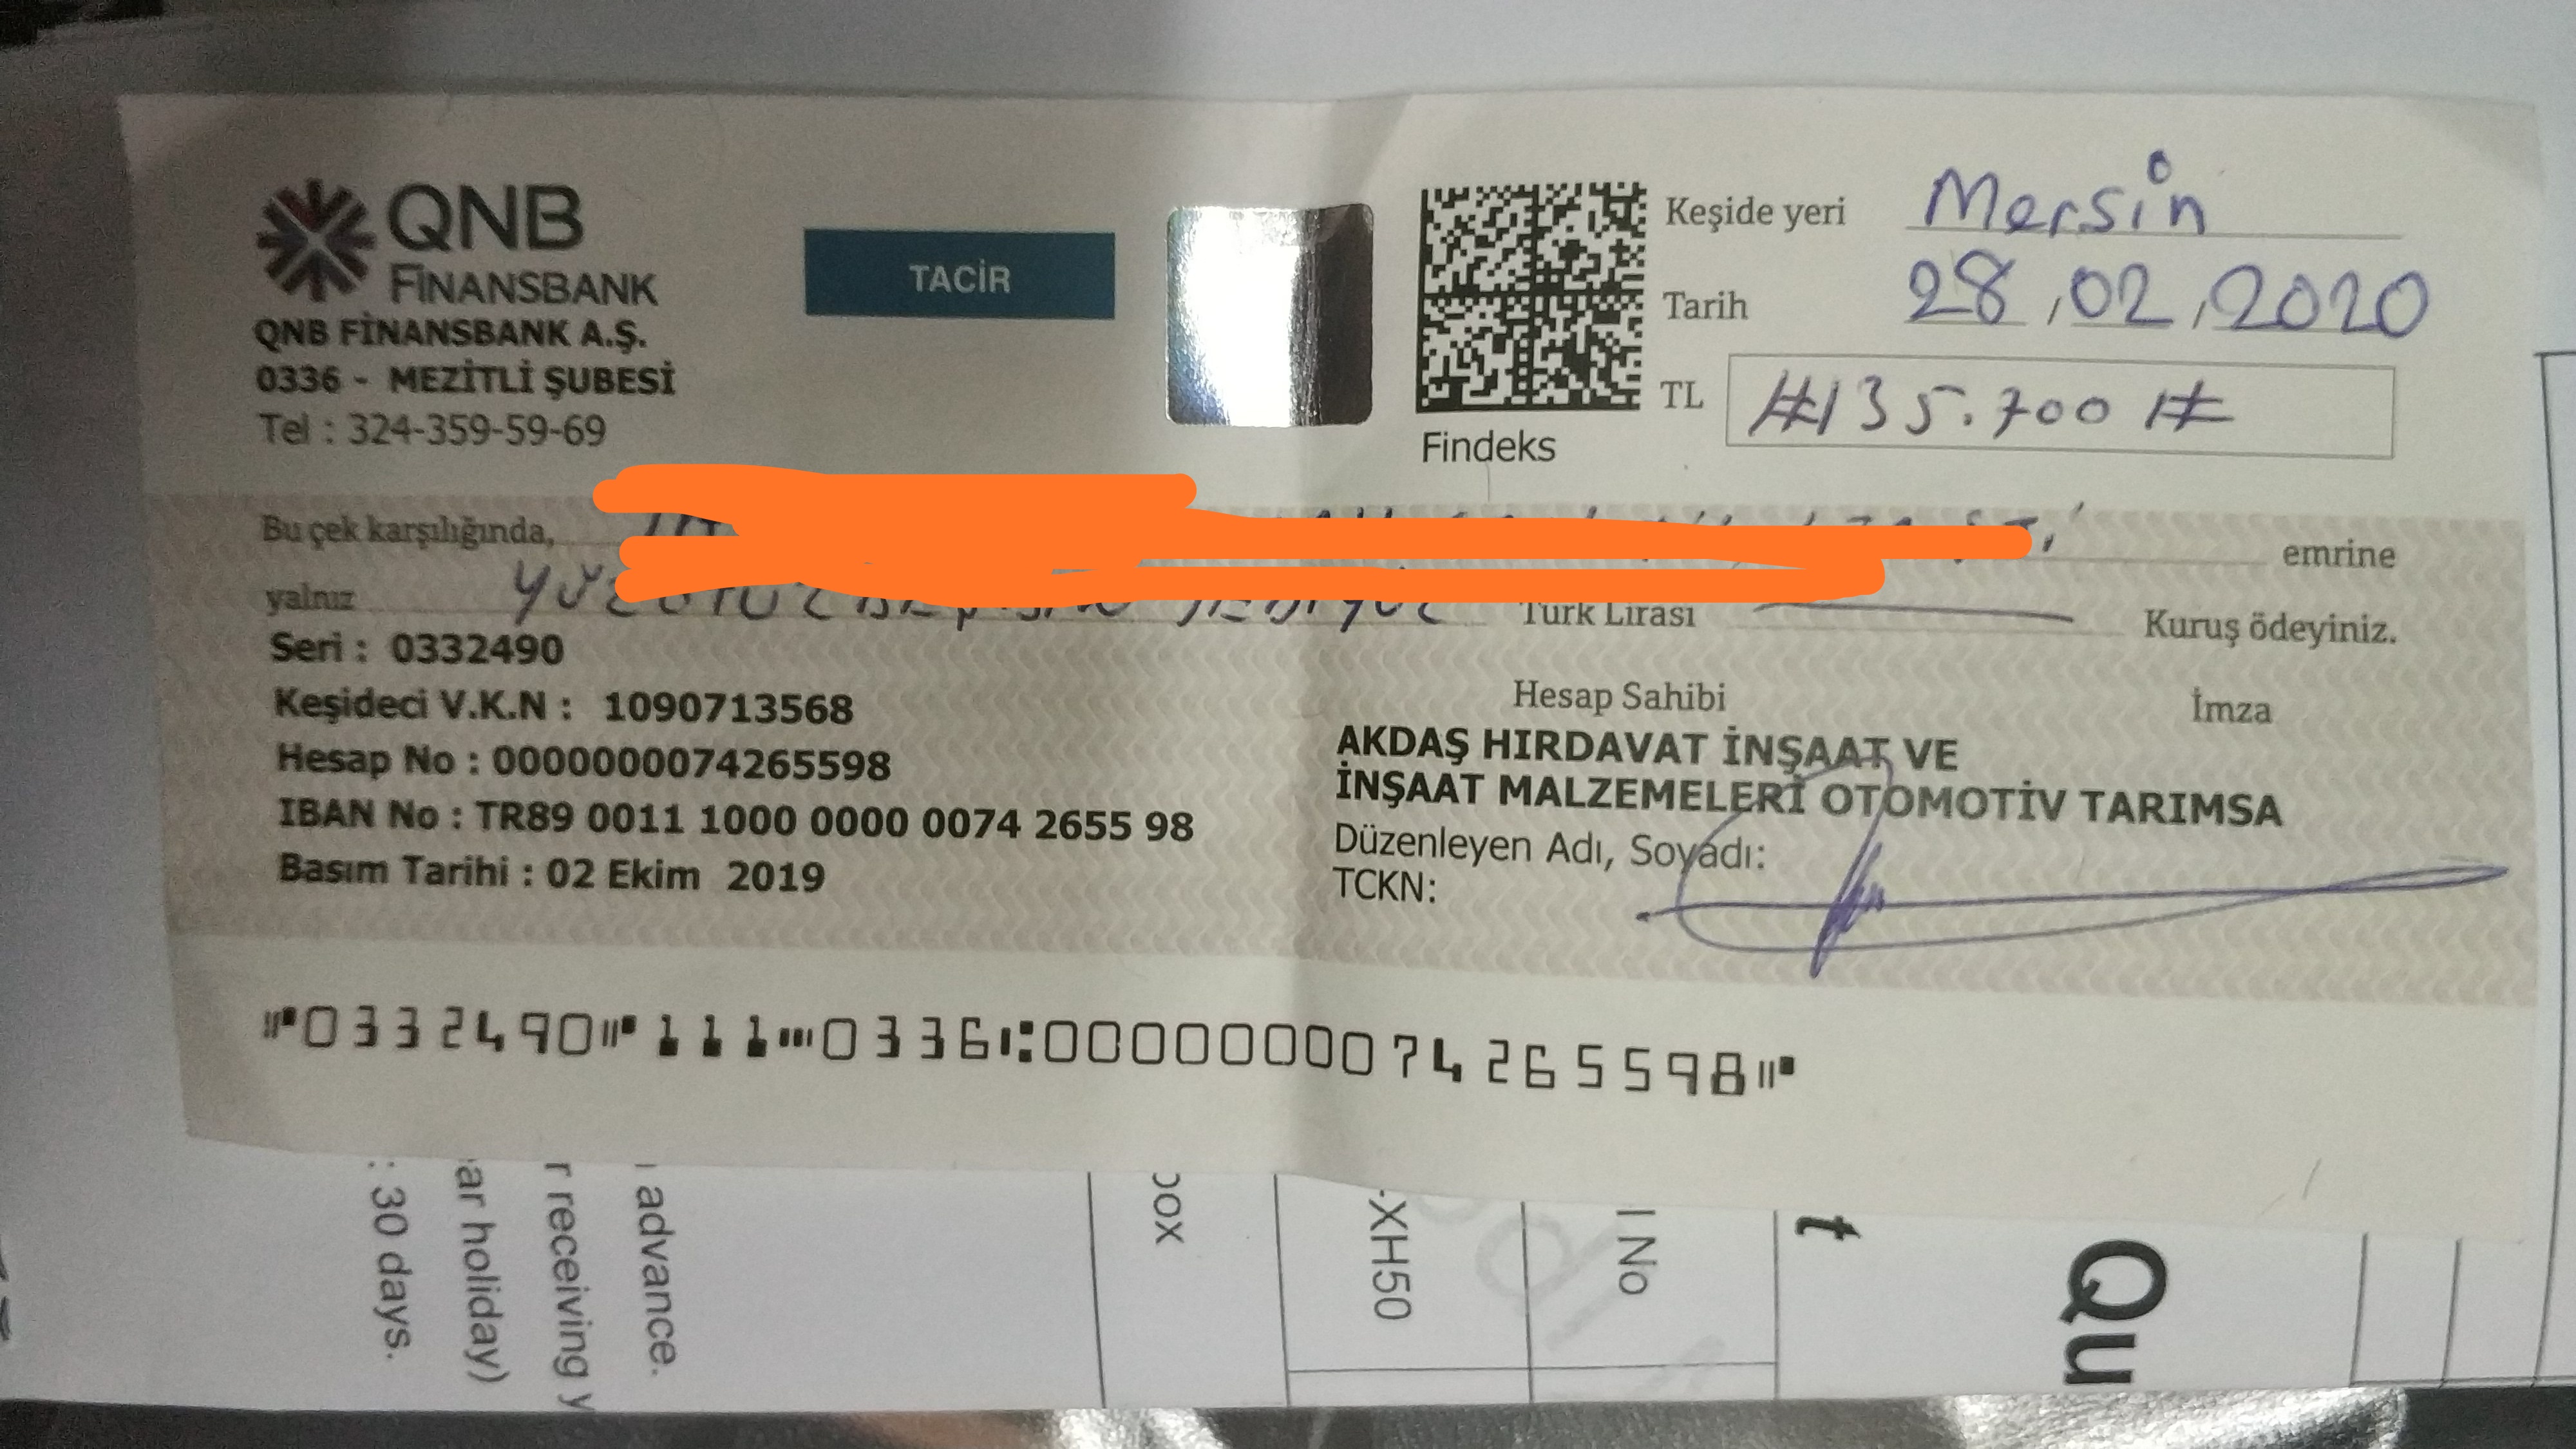 QNB
FİNANSBANK
QNB FİNANSBANK A.Ş.
0336 - MEZİTLİ ŞUBESİ
Tel : 324-359-59-69
TACİR
Findeks
Keşide yeri Mersin
Tarih 28.02.2020
TL #135.700#
Bu çek karşılığında, emrine
yalnız Türk Lirası Kuruş ödeyiniz.
Seri : 0332490
Keşideci V.K.N : 1090713568
Hesap No : 0000000074265598
IBAN No : TR89 0011 1000 0000 0074 2655 98
Basım Tarihi : 02 Ekim 2019
Hesap Sahibi İmza
AKDAŞ HIRDAVAT İNŞAAT VE
İNŞAAT MALZEMELERİ OTOMOTİV TARIMSA
Düzenleyen Adı, Soyadı:
TCKN:
0332490 111 0336 0000000074265598
: 30 days.
ar holiday)
r receiving y
advance.
-XH50
l No
t
Qu